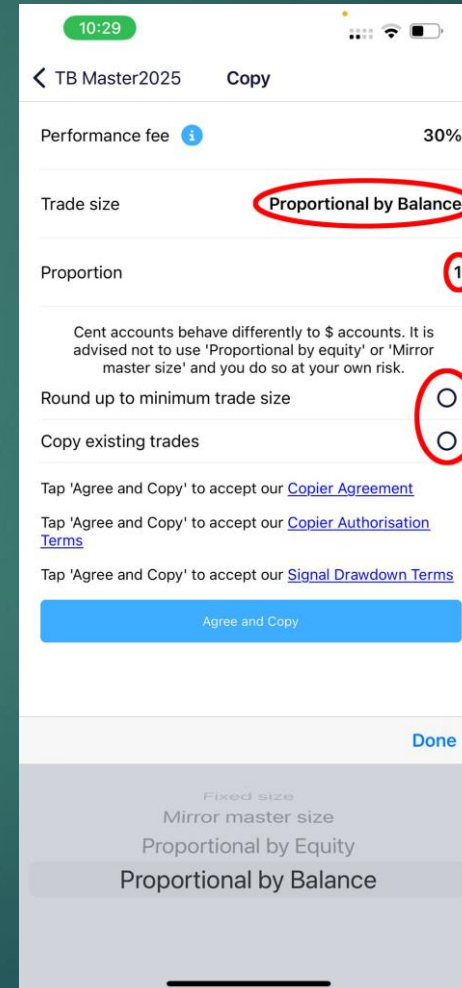 10:29
TB Master2025 Copy
Performance fee i 30%
Trade size Proportional by Balance
Proportion 1
Cent accounts behave differently to $ accounts. It is
advised not to use 'Proportional by equity' or 'Mirror
master size' and you do so at your own risk.
Round up to minimum trade size
Copy existing trades
Tap 'Agree and Copy' to accept our Copier Agreement
Tap 'Agree and Copy' to accept our Copier Authorisation
Terms
Tap 'Agree and Copy' to accept our Signal Drawdown Terms
Agree and Copy
Done
Fixed size
Mirror master size
Proportional by Equity
Proportional by Balance